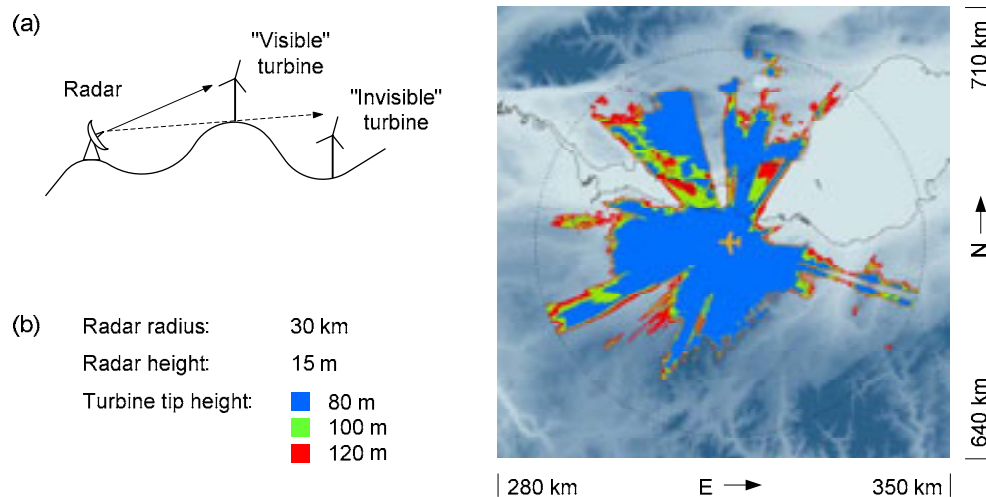 (a)
"Visible"
turbine
Radar
"Invisible"
turbine
(b)
Radar radius: 30 km
Radar height: 15 m
Turbine tip height: 80 m
100 m
120 m
710 km
N
640 km
280 km E 350 km